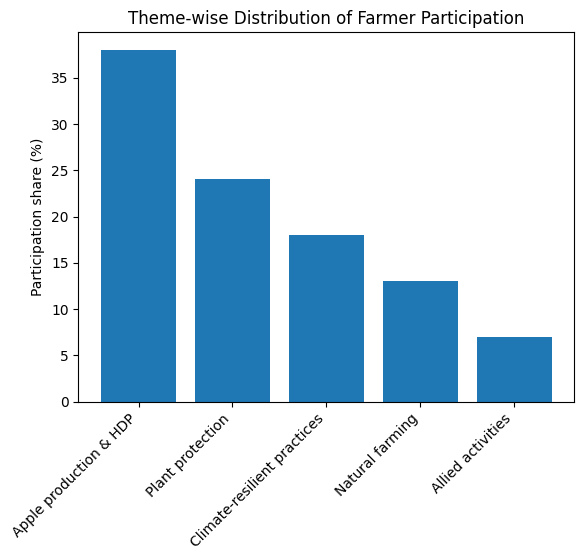 Theme-wise Distribution of Farmer Participation
Participation share (%)
35
30
25
20
15
10
5
0
Apple production & HDP
Plant protection
Climate-resilient practices
Natural farming
Allied activities